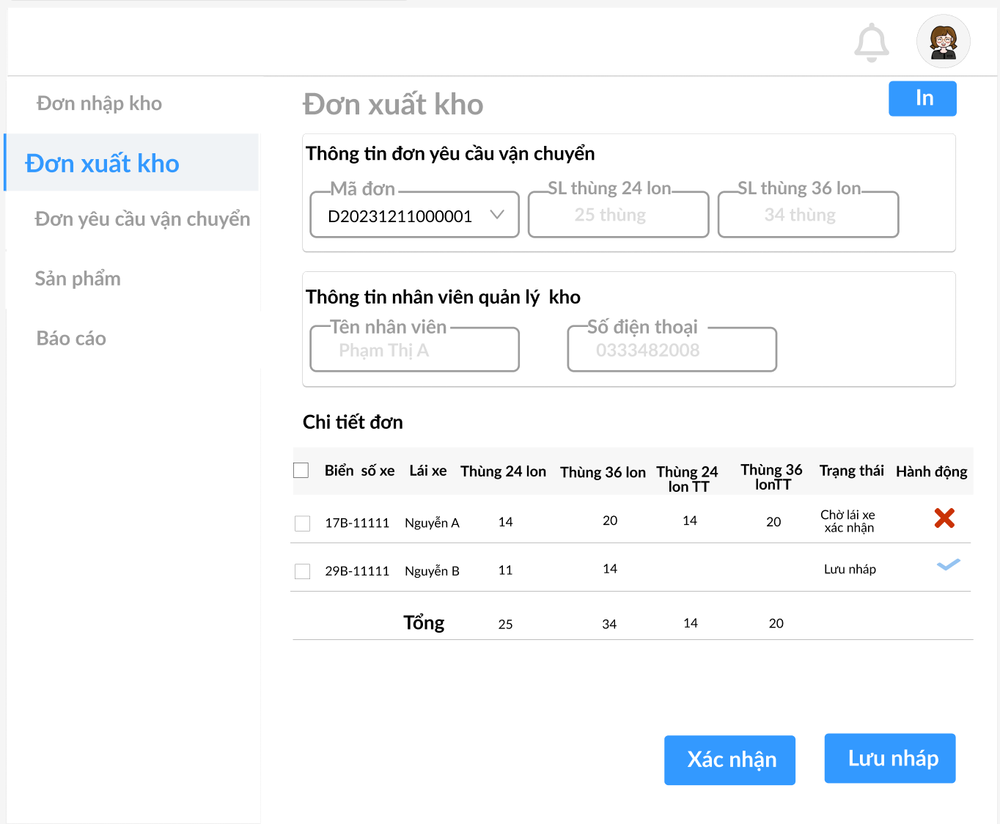 In
Đơn nhập kho
Đơn xuất kho
Đơn yêu cầu vận chuyển
Sản phẩm
Báo cáo
Đơn xuất kho
Thông tin đơn yêu cầu vận chuyển
Mã đơn SL thùng 24 lon SL thùng 36 lon
D20231211000001 25 thùng 34 thùng
Thông tin nhân viên quản lý kho
Tên nhân viên Số điện thoại
Phạm Thị A 0333482008
Chi tiết đơn
Biển số xe Lái xe Thùng 24 lon Thùng 36 lon Thùng 24 lon TT Thùng 36 lonTT Trạng thái Hành động
17B-11111 Nguyễn A 14 20 14 20 Chờ lái xe xác nhận
29B-11111 Nguyễn B 11 14 Lưu nháp
Tổng 25 34 14 20
Xác nhận Lưu nháp